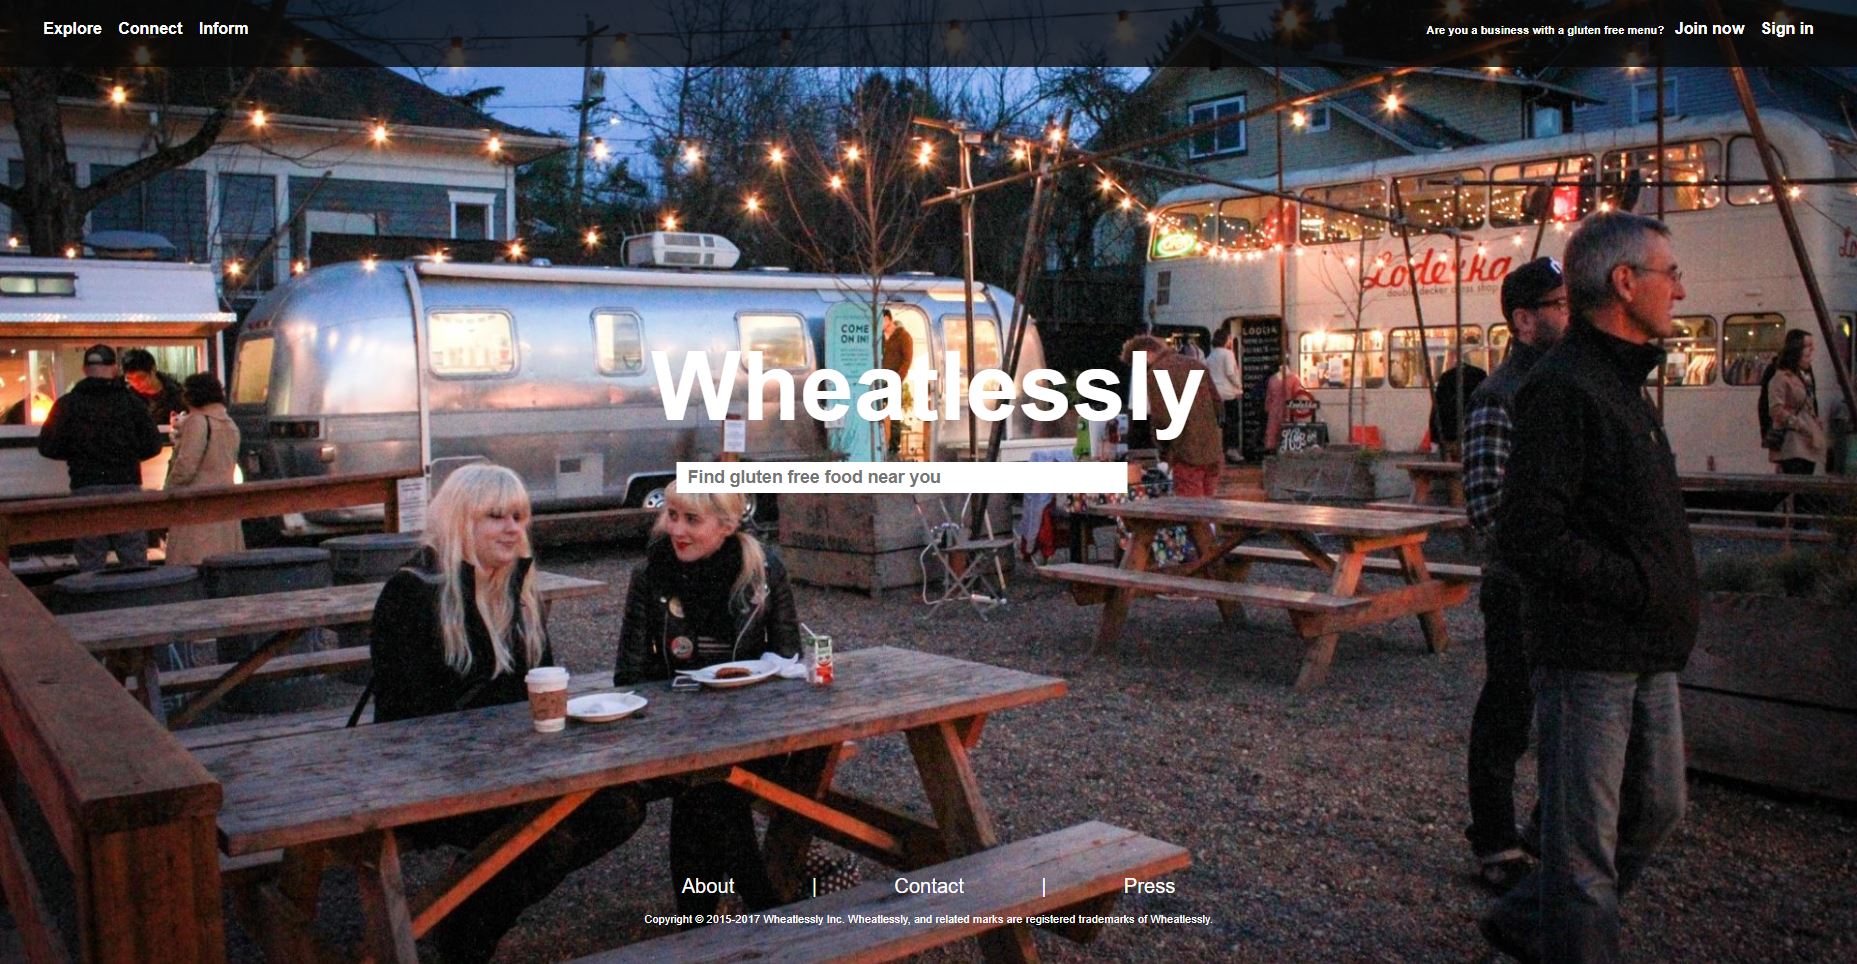 Explore Connect Inform
Are you a business with a gluten free menu? Join now Sign in
COME
ON IN!
Lodekka
double decker dress shop
Wheatlessly
Find gluten free food near you
About | Contact | Press
Copyright © 2015-2017 Wheatlessly Inc. Wheatlessly, and related marks are registered trademarks of Wheatlessly.